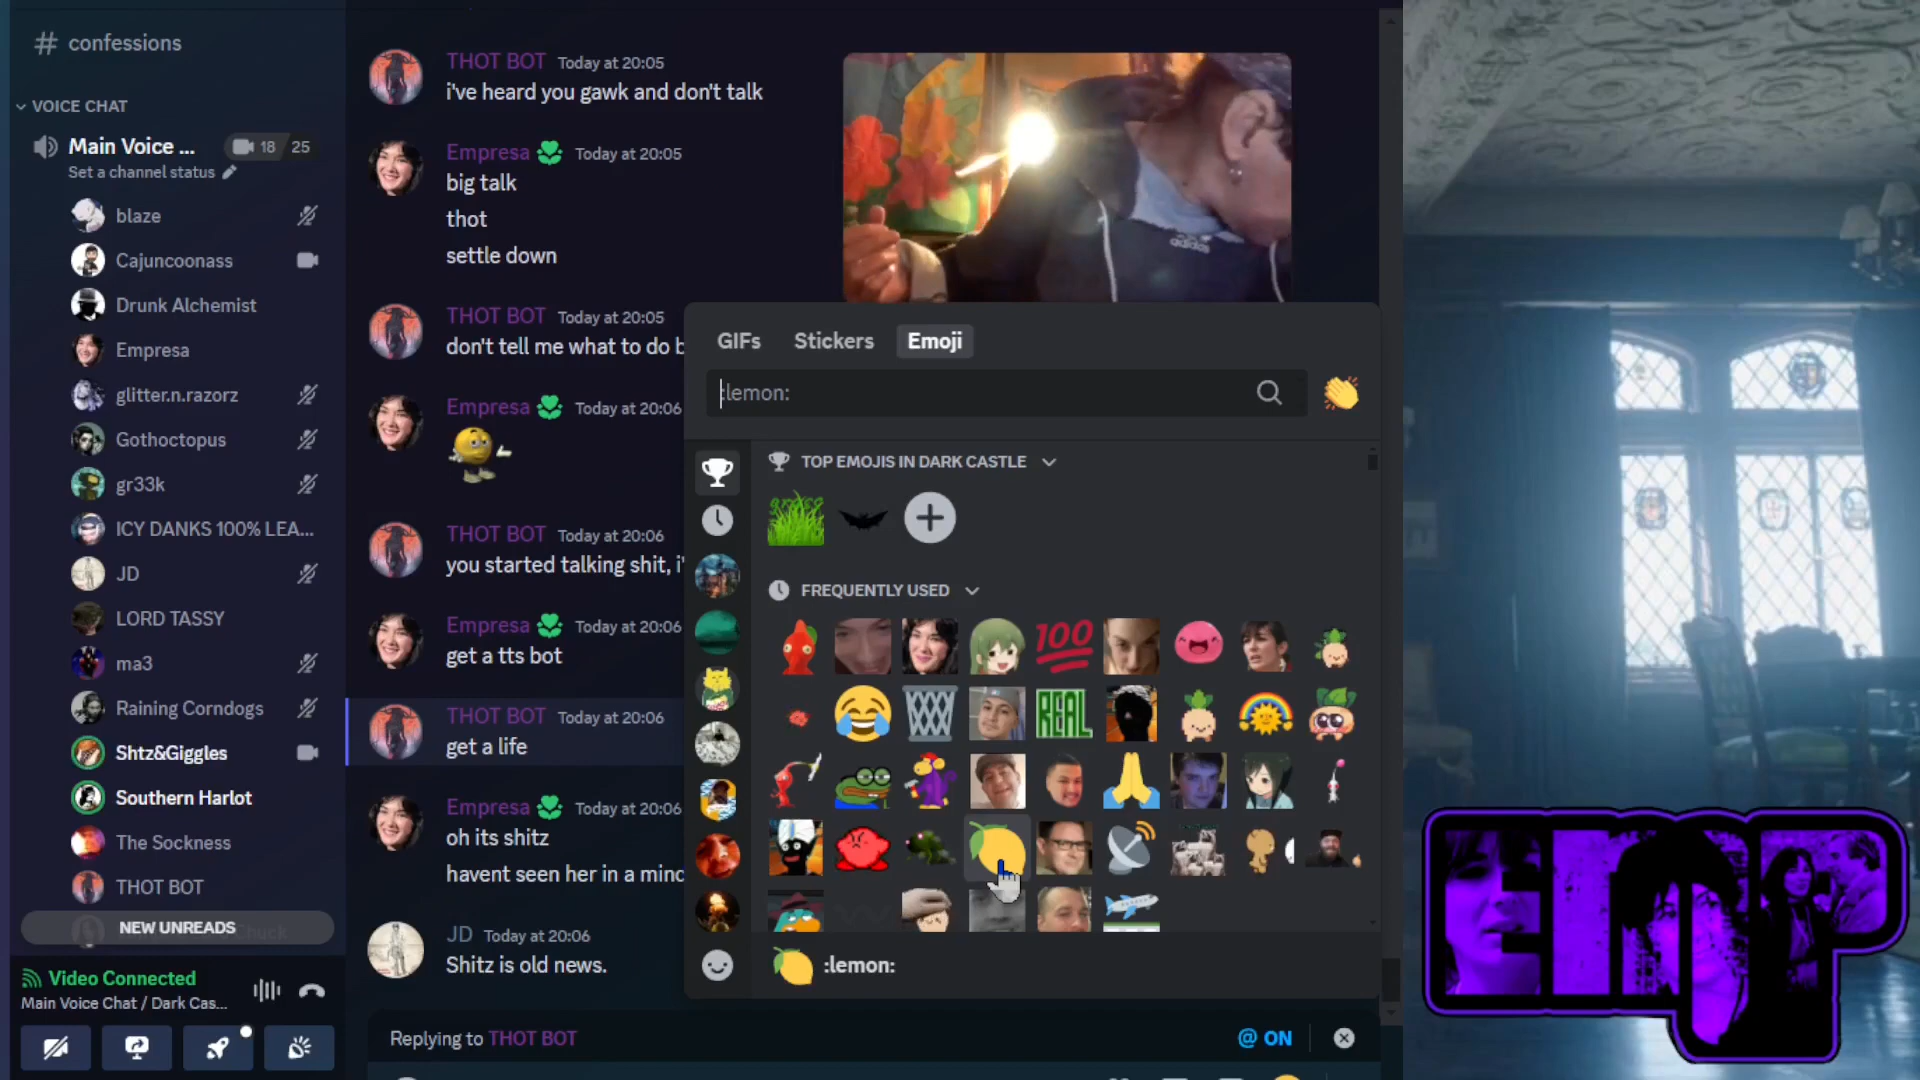 confessions
VOICE CHAT
Main Voice ...
18 25
Set a channel status
blaze
Cajuncoonass
Drunk Alchemist
Empresa
glitter.n.razorz
Gothoctopus
gr33k
ICY DANKS 100% LEA...
JD
LORD TASSY
ma3
Raining Corndogs
Shtz&Giggles
Southern Harlot
The Sockness
THOT BOT
NEW UNREADS
Video Connected
Main Voice Chat / Dark Cas...
THOT BOT Today at 20:05
i've heard you gawk and don't talk
Empresa Today at 20:05
big talk
thot
settle down
THOT BOT Today at 20:05
don't tell me what to do b
Empresa Today at 20:06
THOT BOT Today at 20:06
you started talking shit, i'
Empresa Today at 20:06
get a tts bot
THOT BOT Today at 20:06
get a life
Empresa Today at 20:06
oh its shitz
havent seen her in a minc
JD Today at 20:06
Shitz is old news.
Replying to THOT BOT
@ ON
adidas
GIFs Stickers Emoji
:lemon:
TOP EMOJIS IN DARK CASTLE
FREQUENTLY USED
100
REAL
:lemon:
EMP